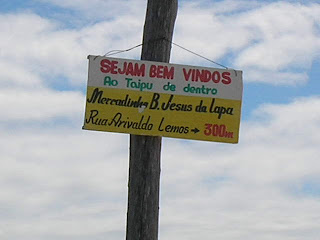 SEJAM BEM VINDOS
Ao Taipu de dentro
Mercadinho B. Jesus da Lapa
Rua Arivaldo Lemos → 300m